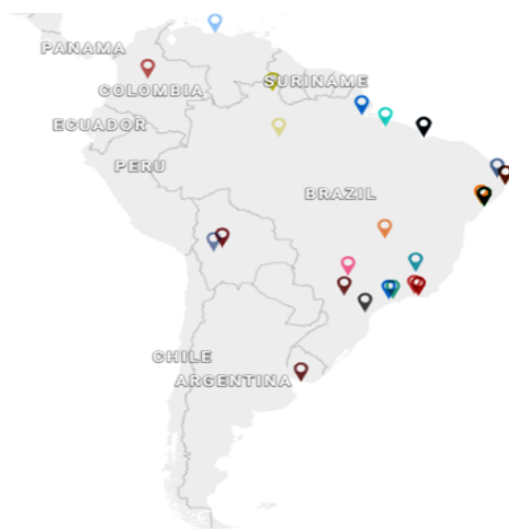 PANAMA
COLOMBIA
SURINAME
ECUADOR
PERU
BRAZIL
CHILE
ARGENTINA